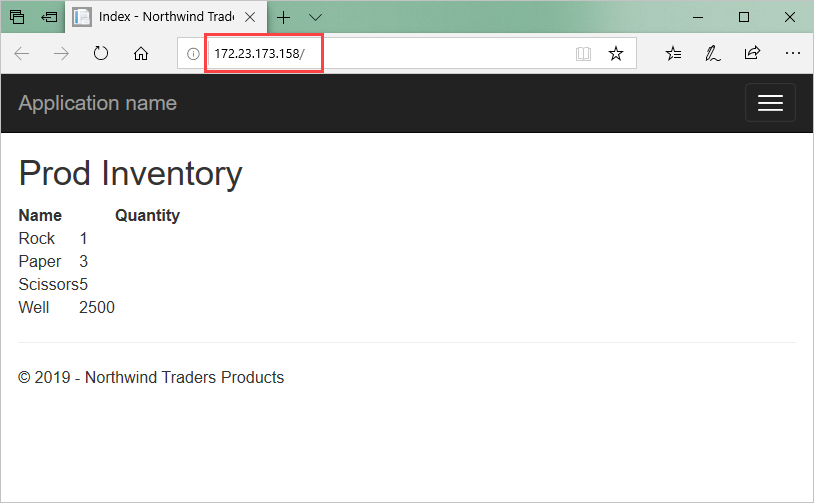 Index - Northwind Trade
172.23.173.158/
Application name
Prod Inventory
Name Quantity
Rock 1
Paper 3
Scissors 5
Well 2500
© 2019 - Northwind Traders Products